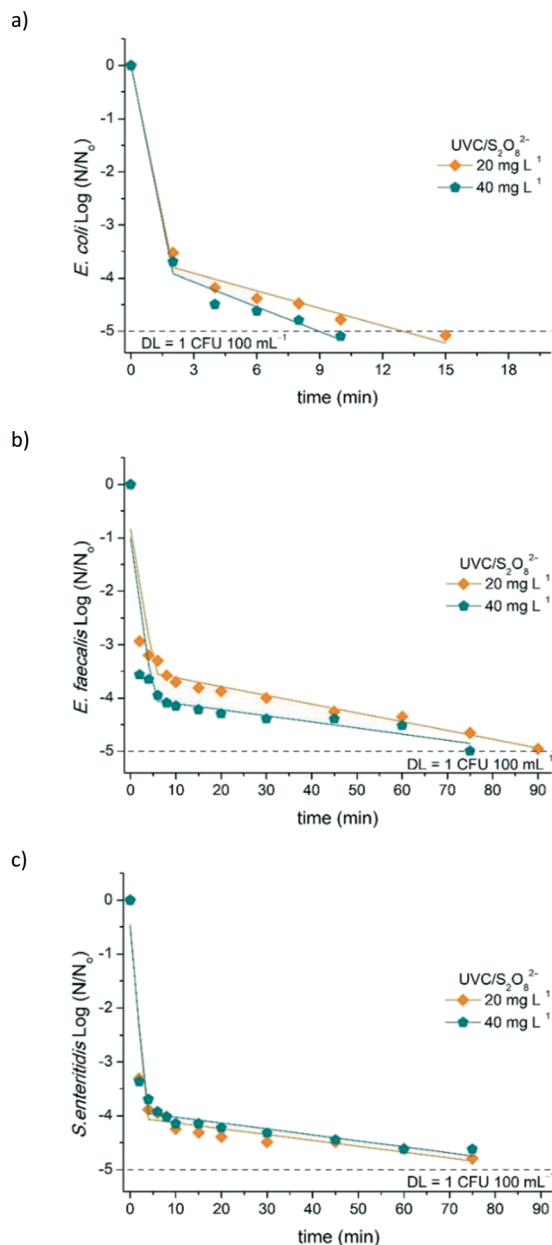 a)
0
-1
-2
-3
-4
-5
E. coli Log (N/N₀)
UVC/S₂O₈²⁻
20 mg L ¹
40 mg L ¹
DL = 1 CFU 100 mL⁻¹
0 3 6 9 12 15 18
time (min)
b)
0
-1
-2
-3
-4
-5
E. faecalis Log (N/N₀)
UVC/S₂O₈²⁻
20 mg L ¹
40 mg L ¹
DL = 1 CFU 100 mL⁻¹
0 10 20 30 40 50 60 70 80 90
time (min)
c)
0
-1
-2
-3
-4
-5
S.enteritidis Log (N/N₀)
UVC/S₂O₈²⁻
20 mg L ¹
40 mg L ¹
DL = 1 CFU 100 mL⁻¹
0 10 20 30 40 50 60 70 80 90
time (min)